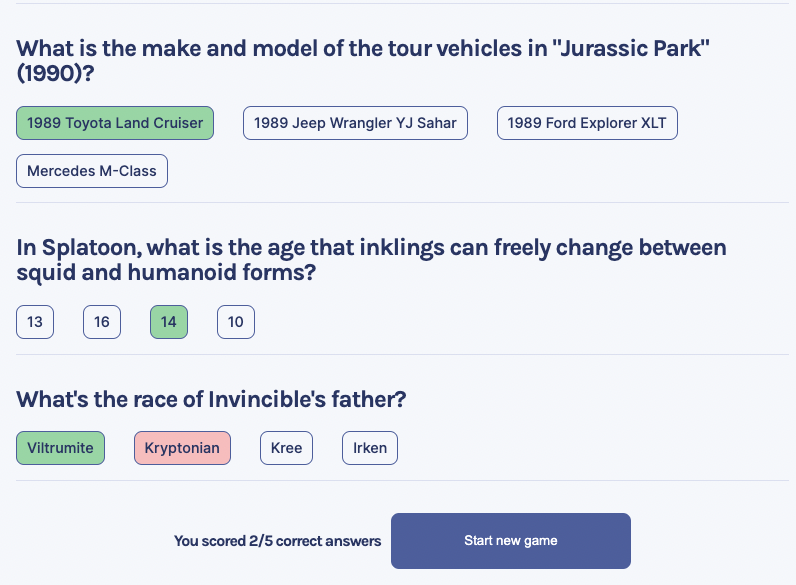 What is the make and model of the tour vehicles in "Jurassic Park"
(1990)?
1989 Toyota Land Cruiser 1989 Jeep Wrangler YJ Sahar 1989 Ford Explorer XLT
Mercedes M-Class
In Splatoon, what is the age that inklings can freely change between
squid and humanoid forms?
13 16 14 10
What's the race of Invincible's father?
Viltrumite Kryptonian Kree Irken
You scored 2/5 correct answers Start new game